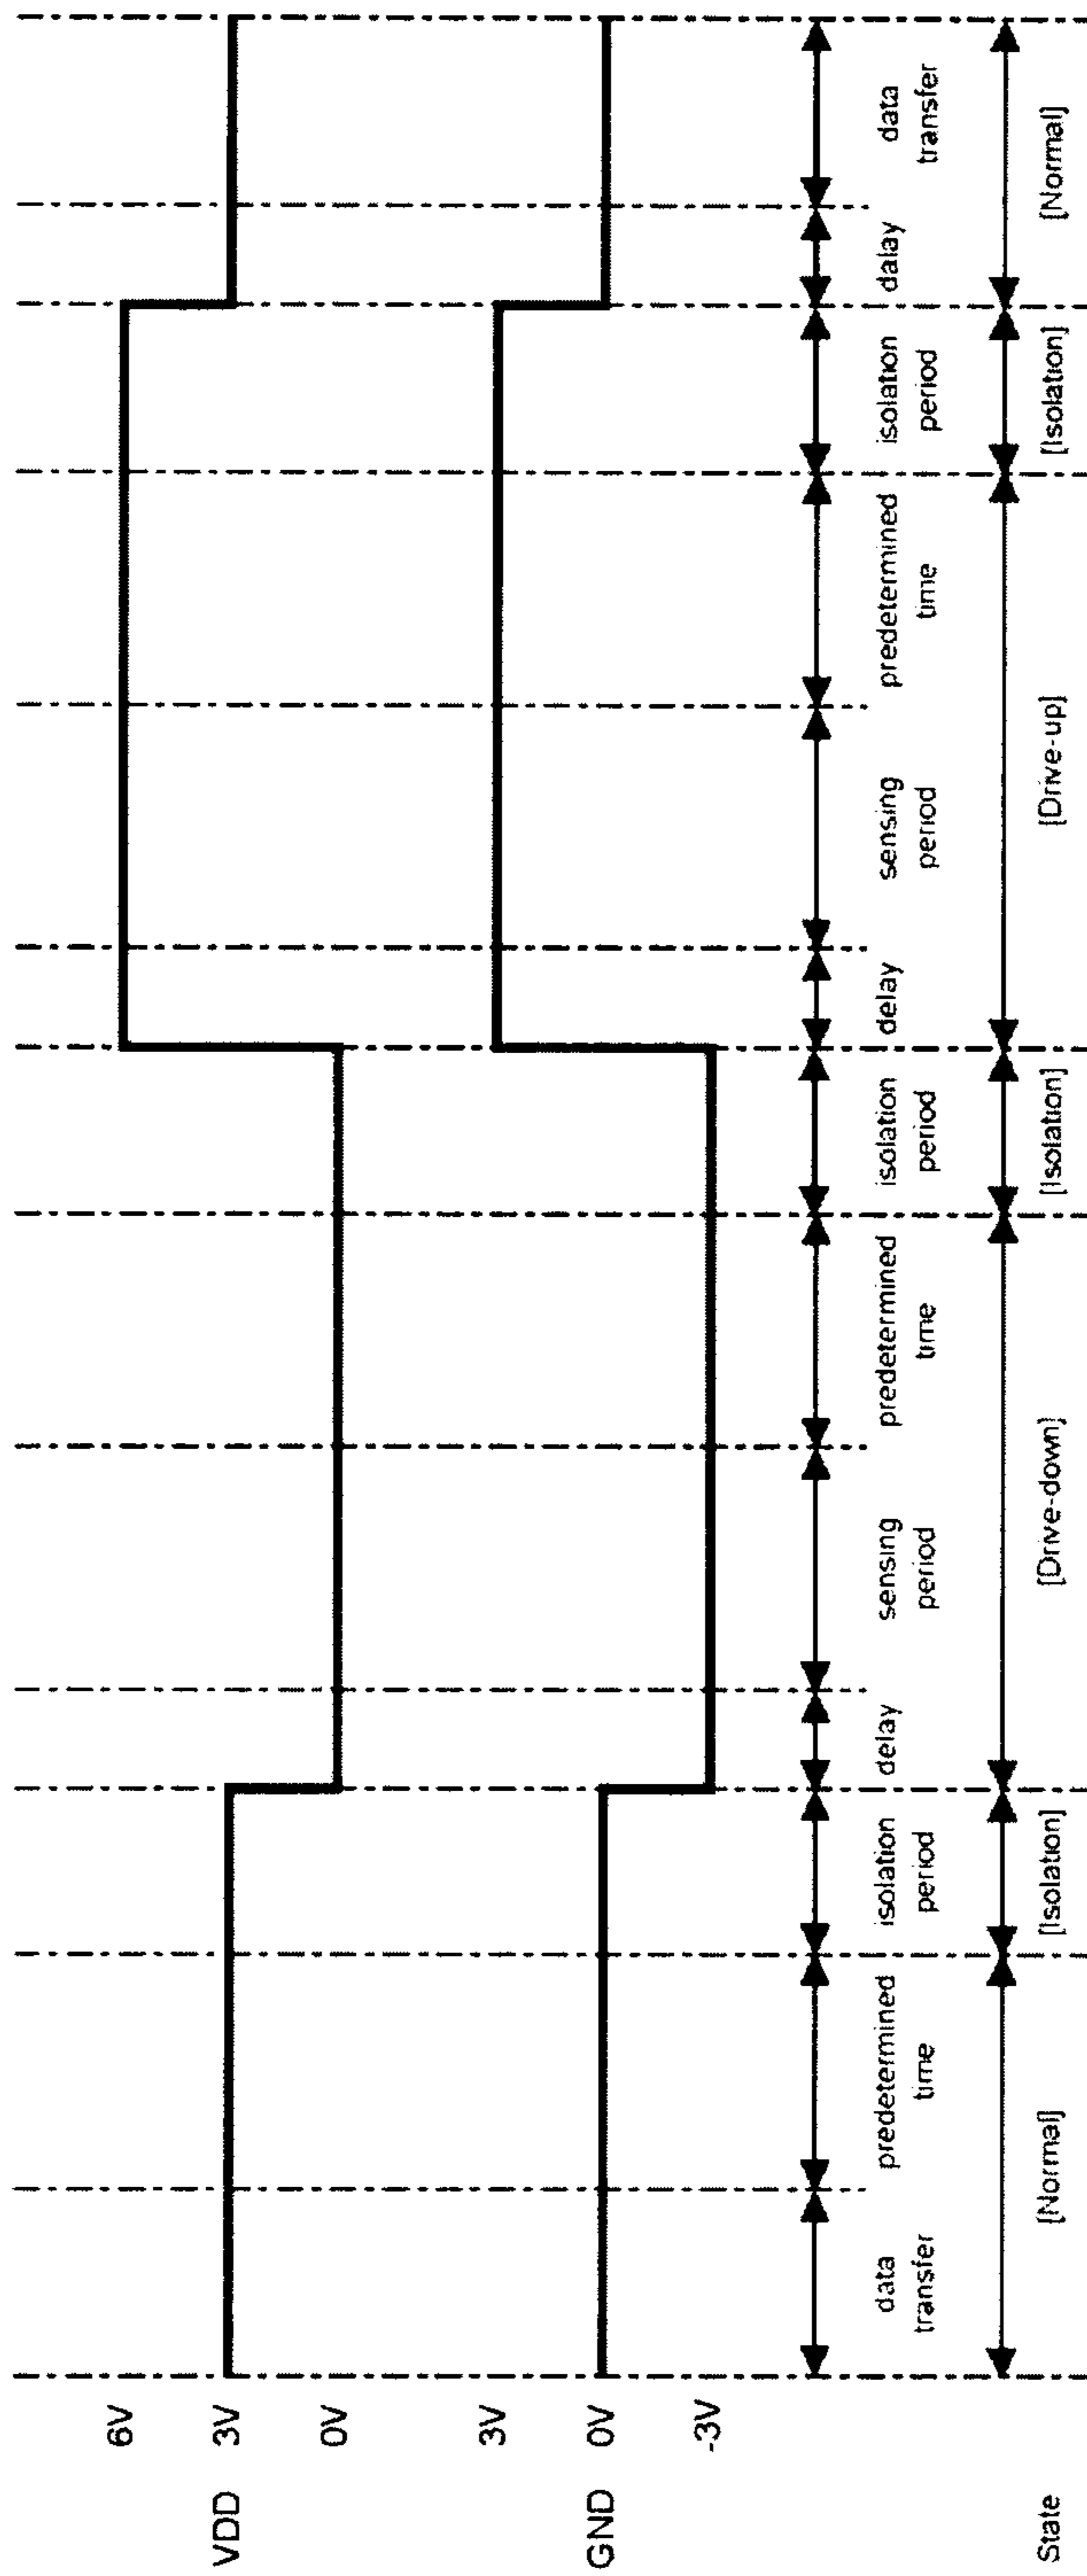 VDD
6V
3V
0V
GND
3V
0V
-3V
data
transfer
predetermined
time
isolation
period
delay
sensing
period
predetermined
time
isolation
period
delay
sensing
period
predetermined
time
isolation
period
dalay
data
transfer
State
[Normal]
[Isolation]
[Drive-down]
[Isolation]
[Drive-up]
[Isolation]
[Normal]